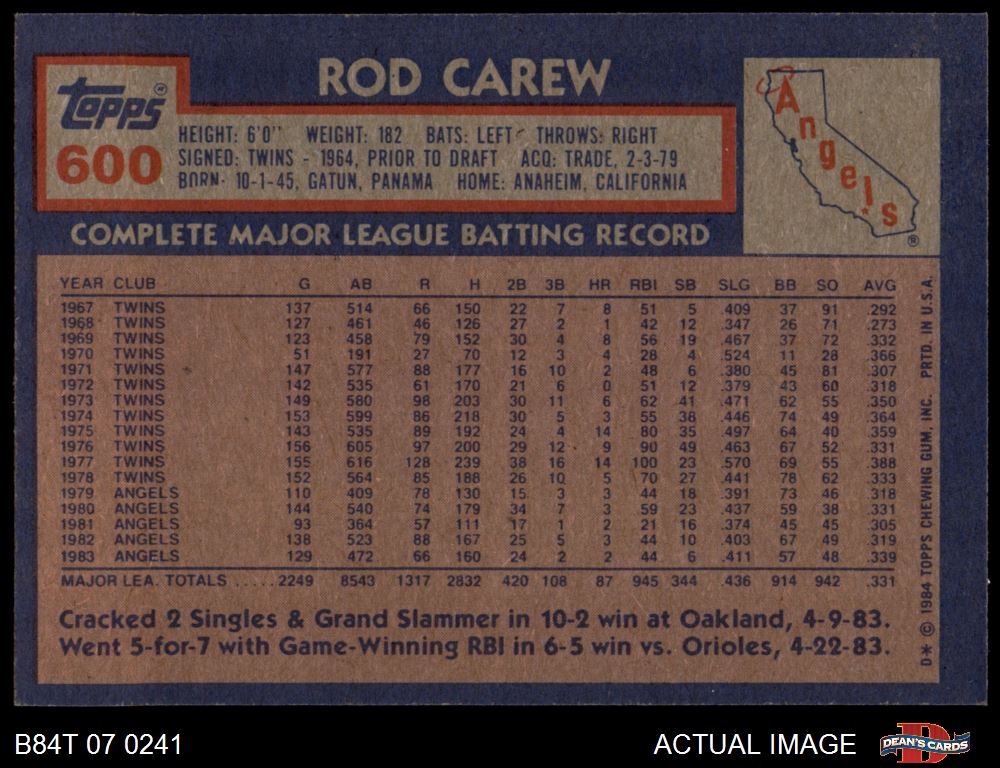 ROD CAREW
Topps®
600
HEIGHT: 6'0" WEIGHT: 182 BATS: LEFT THROWS: RIGHT
SIGNED: TWINS - 1964, PRIOR TO DRAFT ACQ: TRADE, 2-3-79
BORN: 10-1-45, GATUN, PANAMA HOME: ANAHEIM, CALIFORNIA
Angels
®
COMPLETE MAJOR LEAGUE BATTING RECORD
YEAR CLUB G AB R H 2B 3B HR RBI SB SLG BB SO AVG
1967 TWINS 137 514 66 150 22 7 8 51 5 .409 37 91 .292
1968 TWINS 127 461 46 126 27 2 1 42 12 .347 26 71 .273
1969 TWINS 123 458 79 152 30 4 8 56 19 .467 37 72 .332
1970 TWINS 51 191 27 70 12 3 4 28 4 .524 11 28 .366
1971 TWINS 147 577 88 177 16 10 2 48 6 .380 45 81 .307
1972 TWINS 142 535 61 170 21 6 0 51 12 .379 43 60 .318
1973 TWINS 149 580 98 203 30 11 6 62 41 .471 62 55 .350
1974 TWINS 153 599 86 218 30 5 3 55 38 .446 74 49 .364
1975 TWINS 143 535 89 192 24 4 14 80 35 .497 64 40 .359
1976 TWINS 156 605 97 200 29 12 9 90 49 .463 67 52 .331
1977 TWINS 155 616 128 239 38 16 14 100 23 .570 69 55 .388
1978 TWINS 152 564 85 188 26 10 5 70 27 .441 78 62 .333
1979 ANGELS 110 409 78 130 15 3 3 44 18 .391 73 46 .318
1980 ANGELS 144 540 74 179 34 7 3 59 23 .437 59 38 .331
1981 ANGELS 93 364 57 111 17 1 2 21 16 .374 45 45 .305
1982 ANGELS 138 523 88 167 25 5 3 44 10 .403 67 49 .319
1983 ANGELS 129 472 66 160 24 2 2 44 6 .411 57 48 .339
MAJOR LEA. TOTALS .....2249 8543 1317 2832 420 108 87 945 344 .436 914 942 .331
Cracked 2 Singles & Grand Slammer in 10-2 win at Oakland, 4-9-83.
Went 5-for-7 with Game-Winning RBI in 6-5 win vs. Orioles, 4-22-83.
D* © 1984 TOPPS CHEWING GUM, INC. PRTD. IN U.S.A.
B84T 07 0241
ACTUAL IMAGE
DEAN'S CARDS